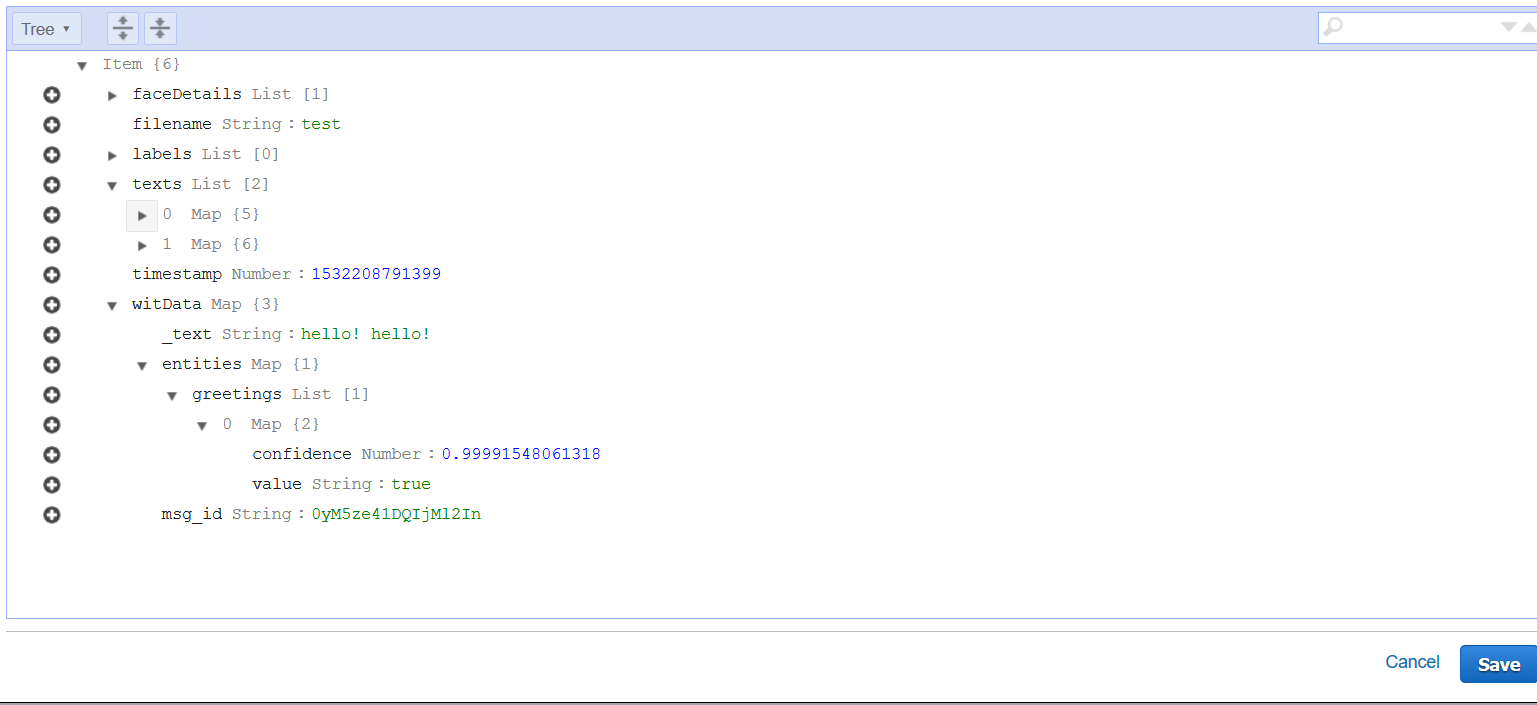 Tree
Item {6}
faceDetails List [1]
filename String : test
labels List [0]
texts List [2]
0 Map {5}
1 Map {6}
timestamp Number : 1532208791399
witData Map {3}
_text String : hello! hello!
entities Map {1}
greetings List [1]
0 Map {2}
confidence Number : 0.99991548061318
value String : true
msg_id String : 0yM5ze41DQIjMl2In
Cancel Save